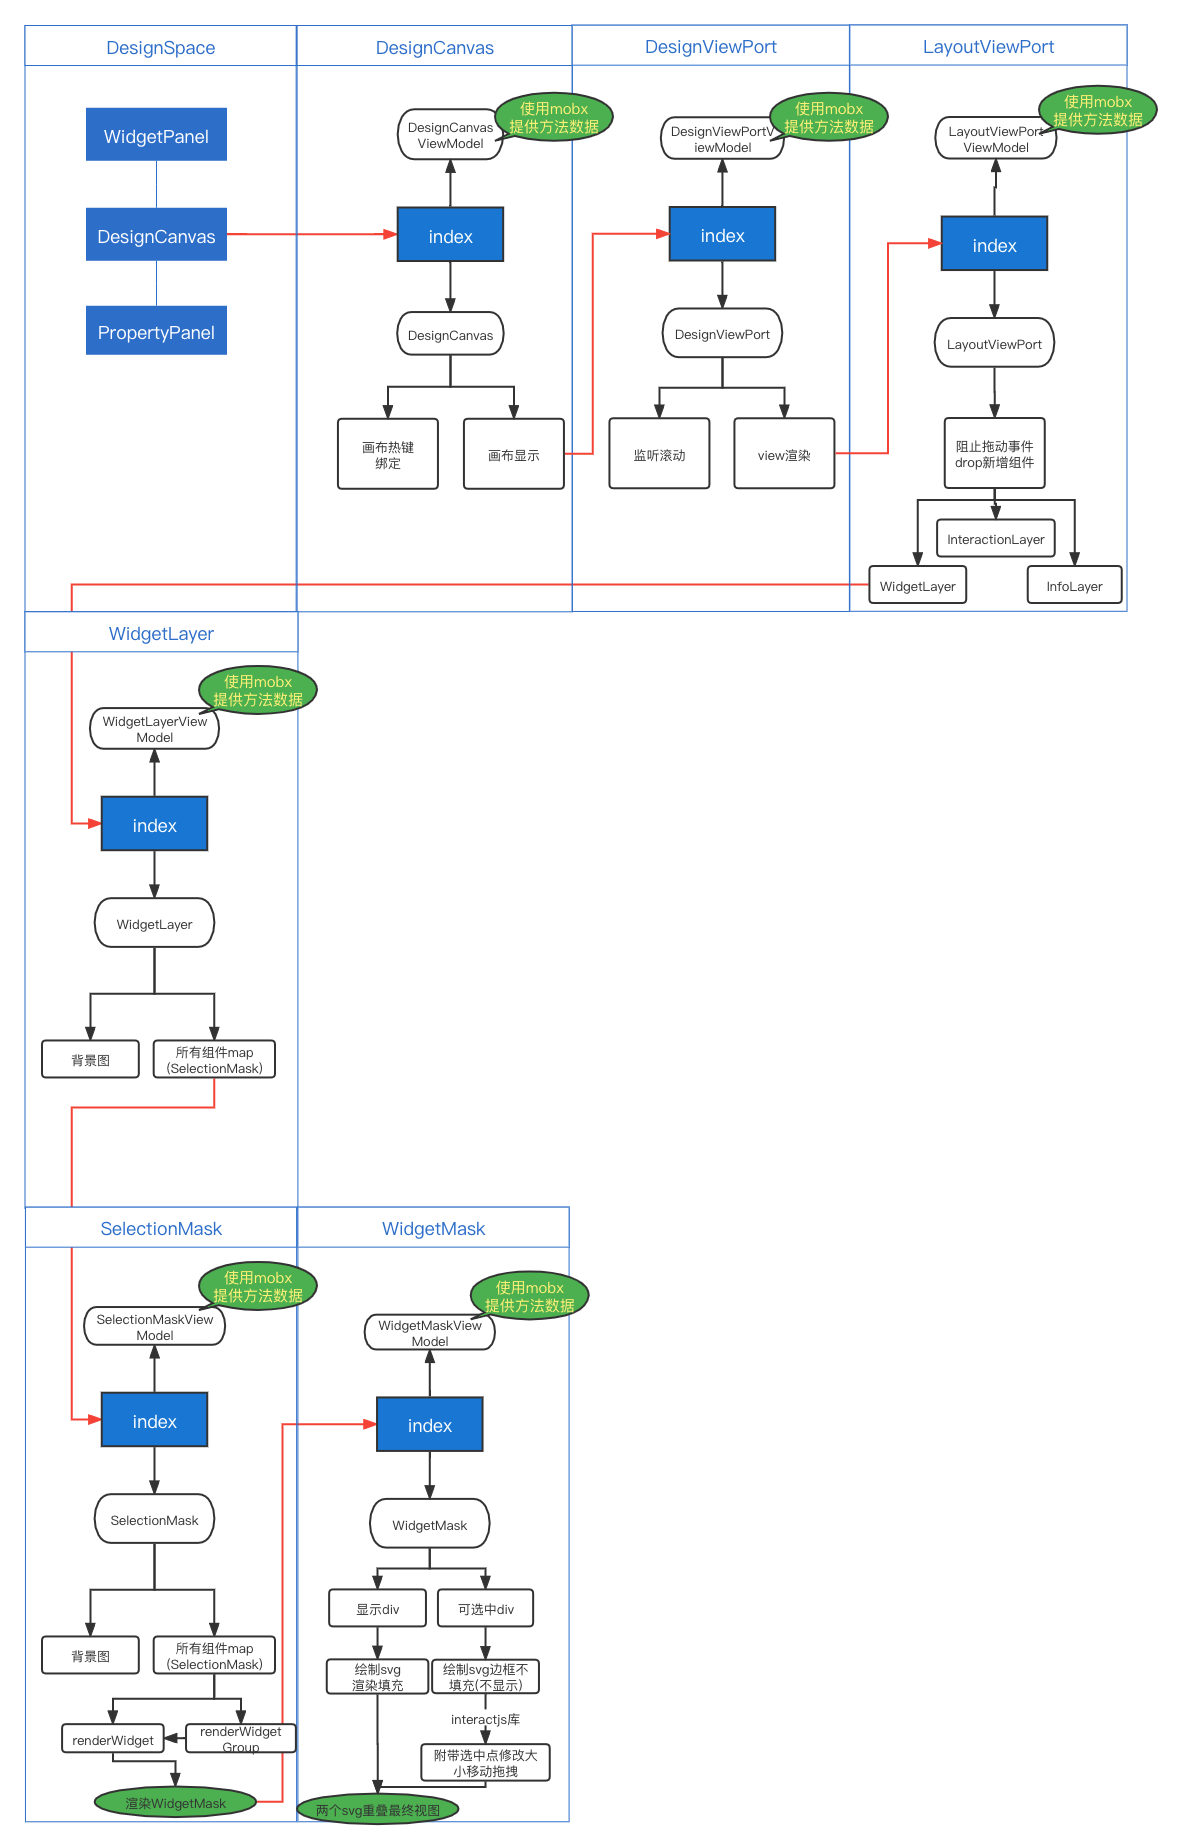 DesignSpace
DesignCanvas
DesignViewPort
LayoutViewPort
WidgetPanel
DesignCanvas
PropertyPanel
使用mobx
提供方法数据
DesignCanvas
ViewModel
index
DesignCanvas
画布热键
绑定
画布显示
使用mobx
提供方法数据
DesignViewPortV
iewModel
index
DesignViewPort
监听滚动
view渲染
使用mobx
提供方法数据
LayoutViewPort
ViewModel
index
LayoutViewPort
阻止拖动事件
drop新增组件
InteractionLayer
WidgetLayer
InfoLayer
WidgetLayer
使用mobx
提供方法数据
WidgetLayerView
Model
index
WidgetLayer
背景图
所有组件map
(SelectionMask)
SelectionMask
WidgetMask
使用mobx
提供方法数据
SelectionMaskView
Model
index
SelectionMask
背景图
所有组件map
(SelectionMask)
renderWidget
renderWidget
Group
渲染WidgetMask
使用mobx
提供方法数据
WidgetMaskView
Model
index
WidgetMask
显示div
可选中div
绘制svg
渲染填充
绘制svg边框不
填充(不显示)
interactjs库
附带选中点修改大
小移动拖拽
两个svg重叠最终视图